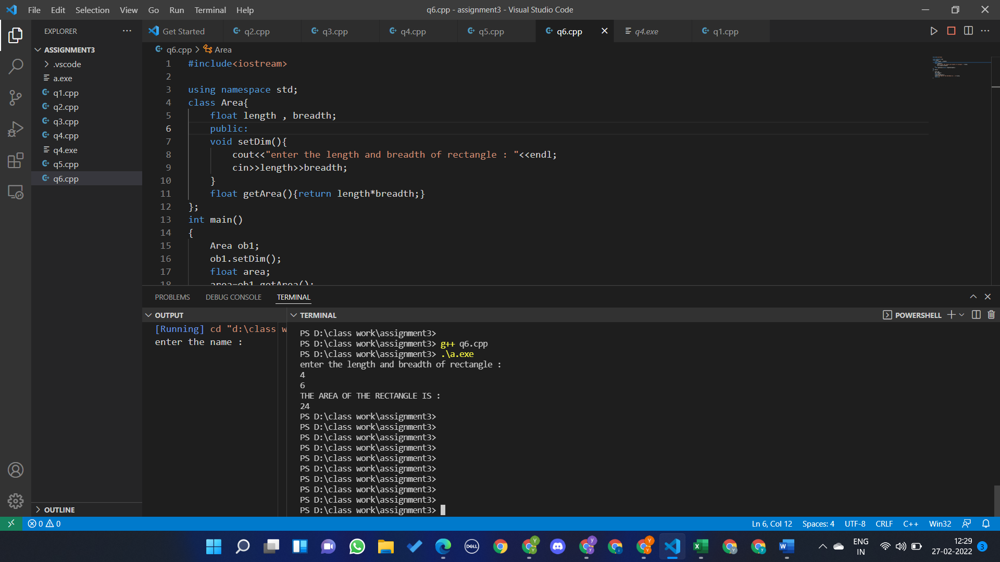 File Edit Selection View Go Run Terminal Help
q6.cpp - assignment3 - Visual Studio Code
EXPLORER
Get Started
q2.cpp
q3.cpp
q4.cpp
q5.cpp
q6.cpp
q4.exe
q1.cpp
ASSIGNMENT3
.vscode
a.exe
q1.cpp
q2.cpp
q3.cpp
q4.cpp
q4.exe
q5.cpp
q6.cpp
OUTLINE
q6.cpp > Area
1 #include<iostream>
2
3 using namespace std;
4 class Area{
5 float length , breadth;
6 public:
7 void setDim(){
8 cout<<"enter the length and breadth of rectangle : "<<endl;
9 cin>>length>>breadth;
10 }
11 float getArea(){return length*breadth;}
12 };
13 int main()
14 {
15 Area ob1;
16 ob1.setDim();
17 float area;
18 area=ob1.getArea();
PROBLEMS DEBUG CONSOLE TERMINAL
OUTPUT
[Running] cd "d:\class w
enter the name :
TERMINAL
POWERSHELL
PS D:\class work\assignment3>
PS D:\class work\assignment3> g++ q6.cpp
PS D:\class work\assignment3> .\a.exe
enter the length and breadth of rectangle :
4
6
THE AREA OF THE RECTANGLE IS :
24
PS D:\class work\assignment3>
PS D:\class work\assignment3>
PS D:\class work\assignment3>
PS D:\class work\assignment3>
PS D:\class work\assignment3>
PS D:\class work\assignment3>
PS D:\class work\assignment3>
PS D:\class work\assignment3>
PS D:\class work\assignment3>
PS D:\class work\assignment3>
0 0
Ln 6, Col 12 Spaces: 4 UTF-8 CRLF C++ Win32
DELL
ENG
IN
12:29
27-02-2022
3